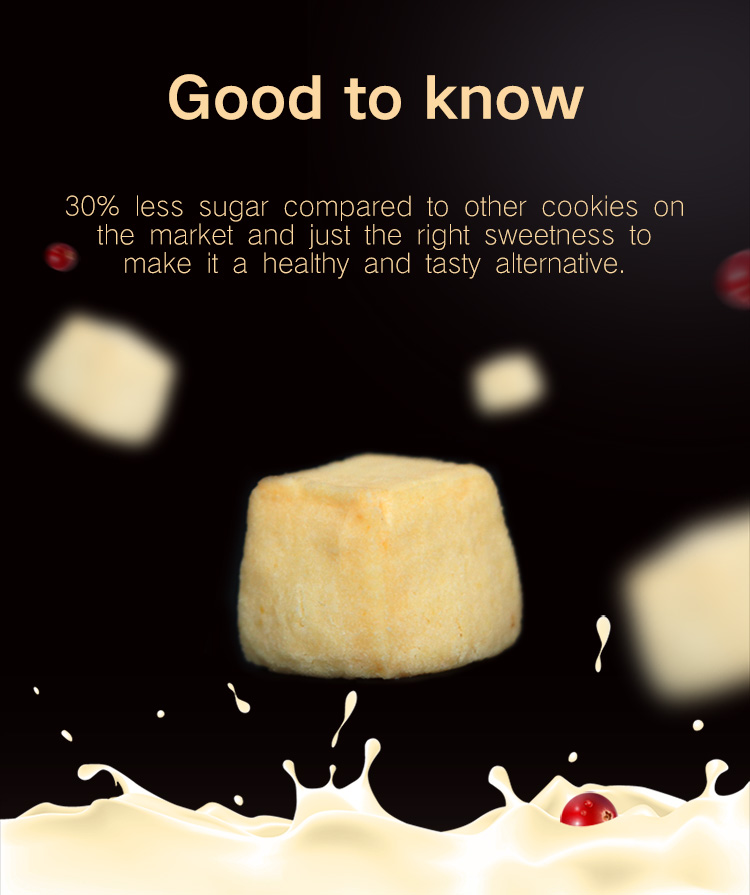 Good to know
30% less sugar compared to other cookies on
the market and just the right sweetness to
make it a healthy and tasty alternative.